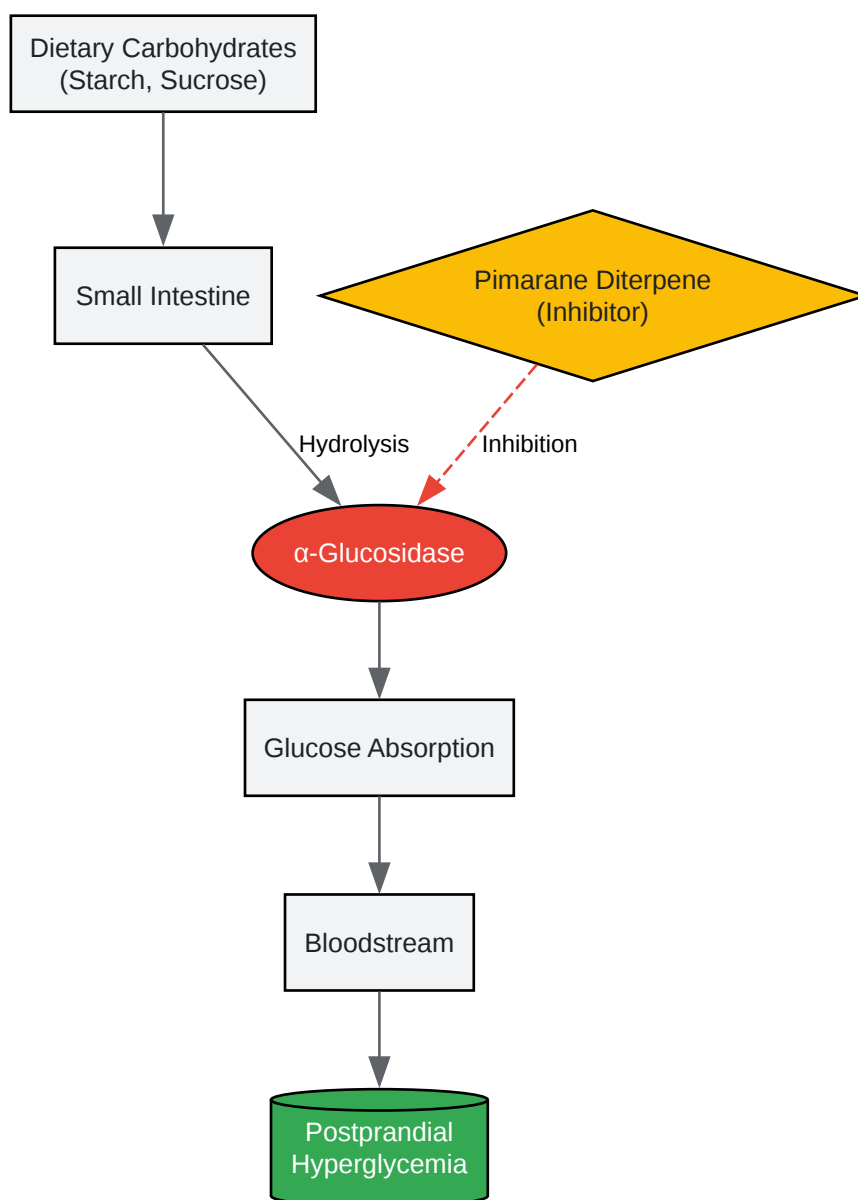 Dietary Carbohydrates
(Starch, Sucrose)
Small Intestine
Pimarane Diterpene
(Inhibitor)
Hydrolysis
Inhibition
α-Glucosidase
Glucose Absorption
Bloodstream
Postprandial
Hyperglycemia